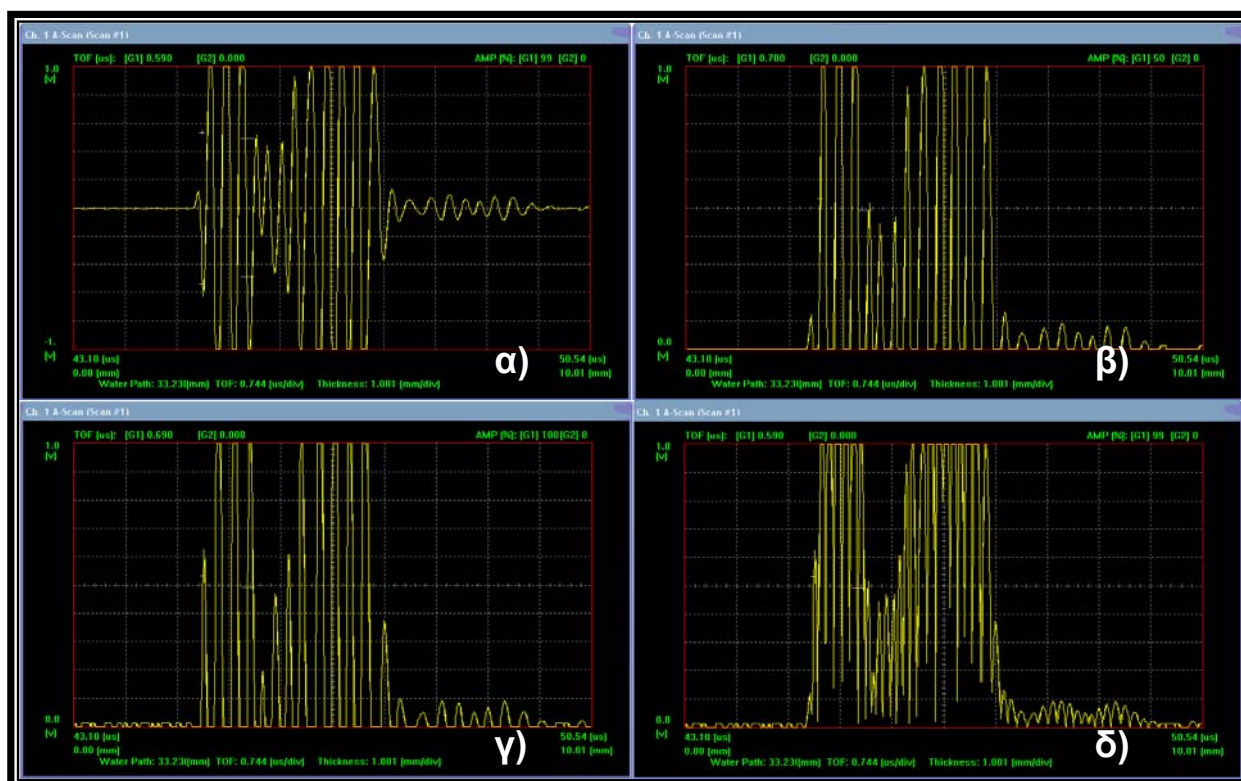 Ch. 1 A-Scan (Scan #1)
TOF [us]: [G1] 0.590 [G2] 0.000 AMP [%]: [G1] 99 [G2] 0
1.0
[V]
-1.
[V]
43.10 [us] 50.54 [us]
0.00 [mm] 10.01 [mm]
Water Path: 33.23[mm] TOF: 0.744 [us/div] Thickness: 1.001 [mm/div]
α)
Ch. 1 A-Scan (Scan #1)
TOF [us]: [G1] 0.700 [G2] 0.000 AMP [%]: [G1] 50 [G2] 0
1.0
[V]
0.0
[V]
43.10 [us] 50.54 [us]
0.00 [mm] 10.01 [mm]
Water Path: 33.23[mm] TOF: 0.744 [us/div] Thickness: 1.001 [mm/div]
β)
Ch. 1 A-Scan (Scan #1)
TOF [us]: [G1] 0.690 [G2] 0.000 AMP [%]: [G1] 100[G2] 0
1.0
[V]
0.0
[V]
43.10 [us] 50.54 [us]
0.00 [mm] 10.01 [mm]
Water Path: 33.23[mm] TOF: 0.744 [us/div] Thickness: 1.001 [mm/div]
γ)
Ch. 1 A-Scan (Scan #1)
TOF [us]: [G1] 0.590 [G2] 0.000 AMP [%]: [G1] 99 [G2] 0
1.0
[V]
0.0
[V]
43.10 [us] 50.54 [us]
0.00 [mm] 10.01 [mm]
Water Path: 33.23[mm] TOF: 0.744 [us/div] Thickness: 1.001 [mm/div]
δ)